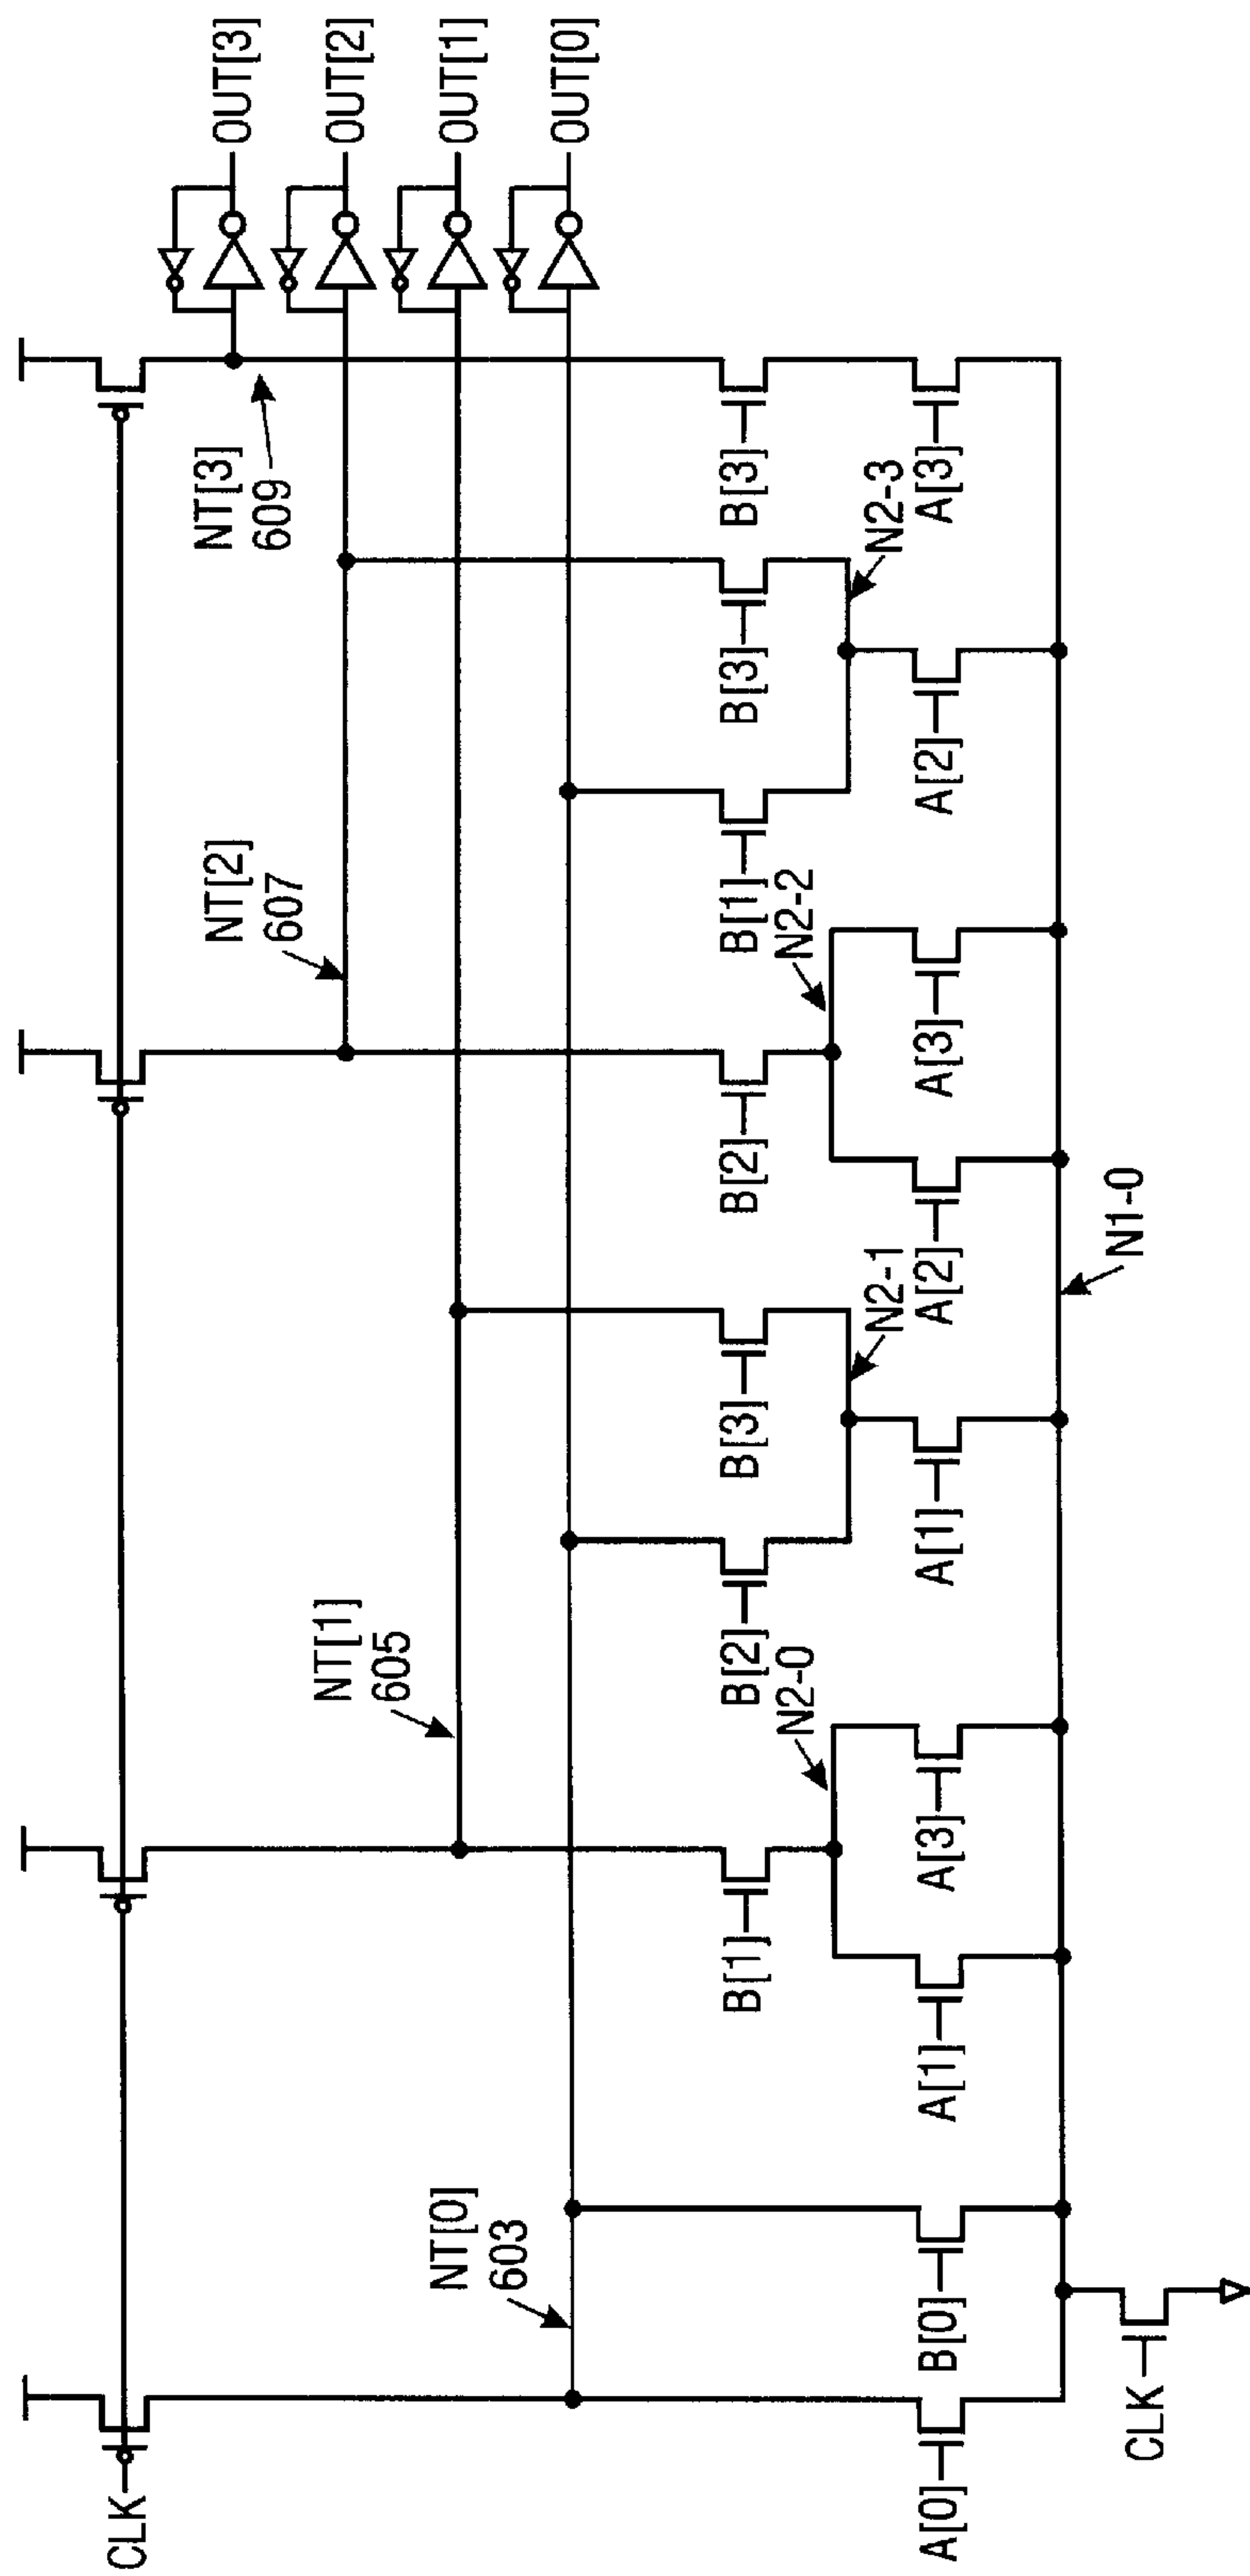 CLK
NT[0]
603
NT[1]
605
NT[2]
607
NT[3]
609
OUT[3]
OUT[2]
OUT[1]
OUT[0]
B[1]
B[2]
B[3]
B[2]
B[1]
B[3]
B[3]
N2-0
N2-1
N2-2
N2-3
A[0]
B[0]
A[1]
A[3]
A[1]
A[2]
A[3]
A[2]
A[3]
N1-0
CLK